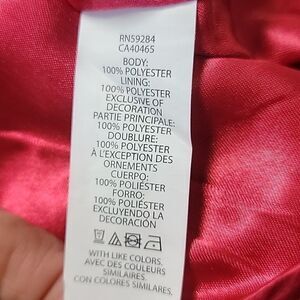 RN59284
CA40465
BODY:
100% POLYESTER
LINING:
100% POLYESTER
EXCLUSIVE OF
DECORATION
PARTIE PRINCIPALE:
100% POLYESTER
DOUBLURE:
100% POLYESTER
À L'EXCEPTION DES
ORNEMENTS
CUERPO:
100% POLIÉSTER
FORRO:
100% POLIÉSTER
EXCLUYENDO LA
DECORACIÓN
WITH LIKE COLORS.
AVEC DES COULEURS
SIMILAIRES.
CON COLORES SIMILARES.